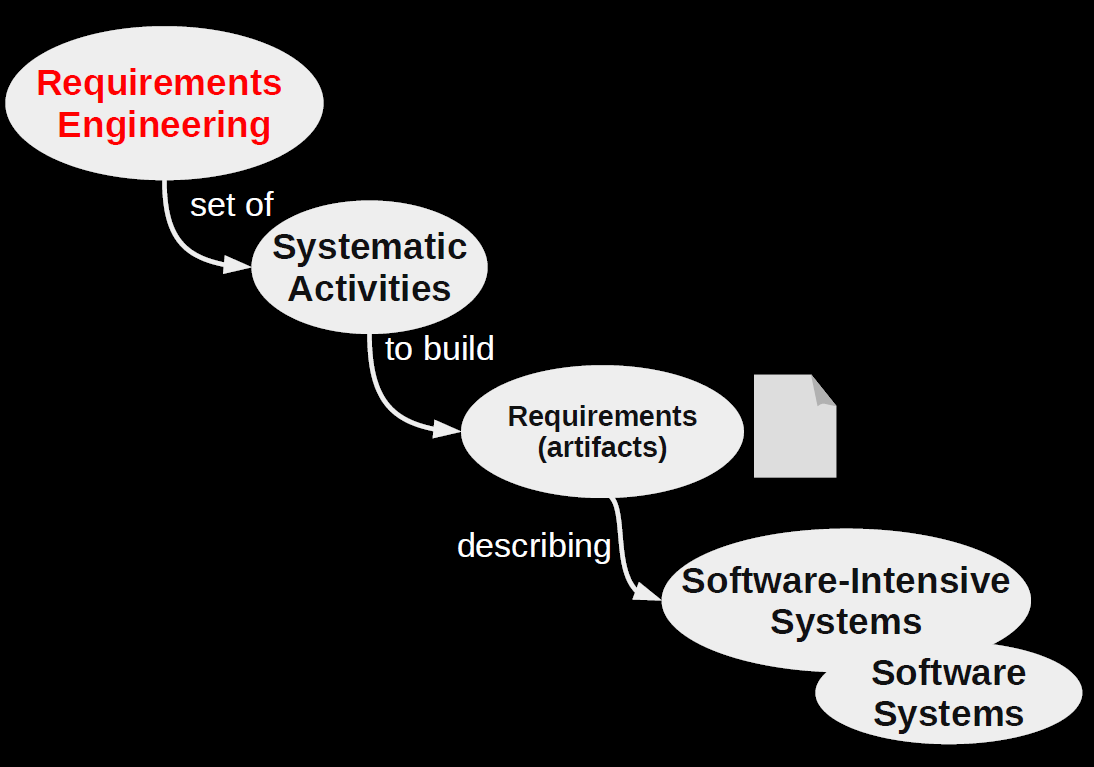 Requirements
Engineering
set of
Systematic
Activities
to build
Requirements
(artifacts)
describing
Software-Intensive
Systems
Software
Systems